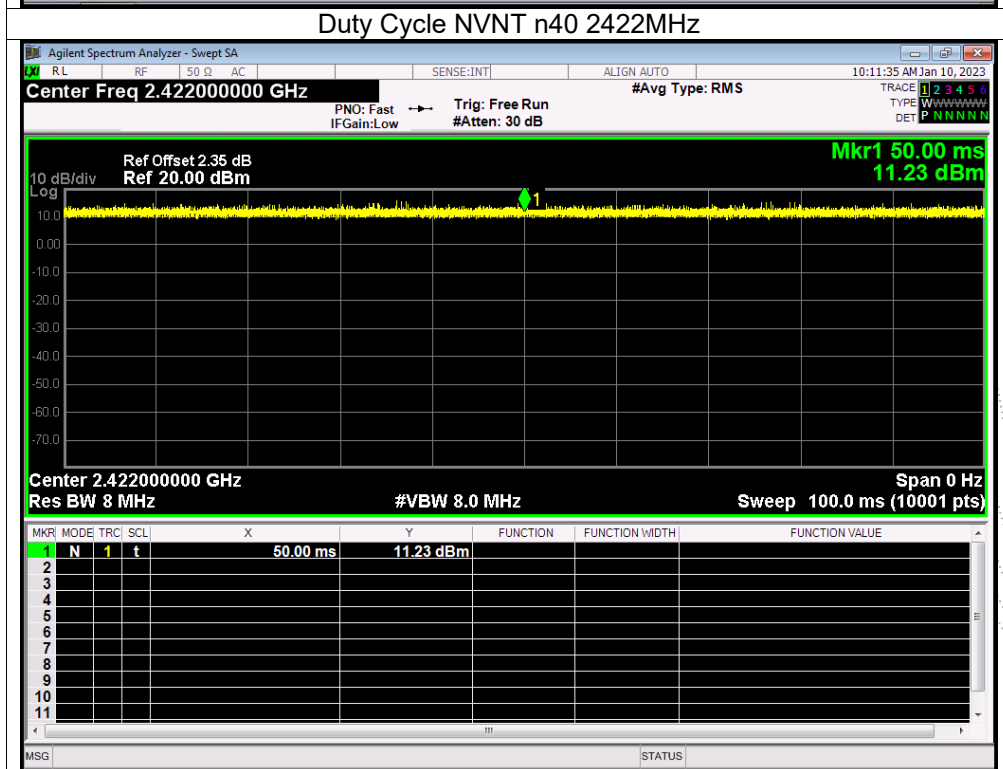 Duty Cycle NVNT n40 2422MHz
Agilent Spectrum Analyzer - Swept SA
LXI RL RF 50 Ω AC SENSE:INT ALIGN AUTO 10:11:35 AM Jan 10, 2023
Center Freq 2.422000000 GHz #Avg Type: RMS TRACE 1 2 3 4 5 6
PNO: Fast Trig: Free Run TYPE W
IFGain:Low #Atten: 30 dB DET P N N N N N
Mkr1 50.00 ms
Ref Offset 2.35 dB
10 dB/div Ref 20.00 dBm 11.23 dBm
Log
1
10.0
0.00
-10.0
-20.0
-30.0
-40.0
-50.0
-60.0
-70.0
Center 2.422000000 GHz Span 0 Hz
Res BW 8 MHz #VBW 8.0 MHz Sweep 100.0 ms (10001 pts)
MKR MODE TRC SCL X Y FUNCTION FUNCTION WIDTH FUNCTION VALUE
1 N 1 t 50.00 ms 11.23 dBm
2
3
4
5
6
7
8
9
10
11
MSG STATUS